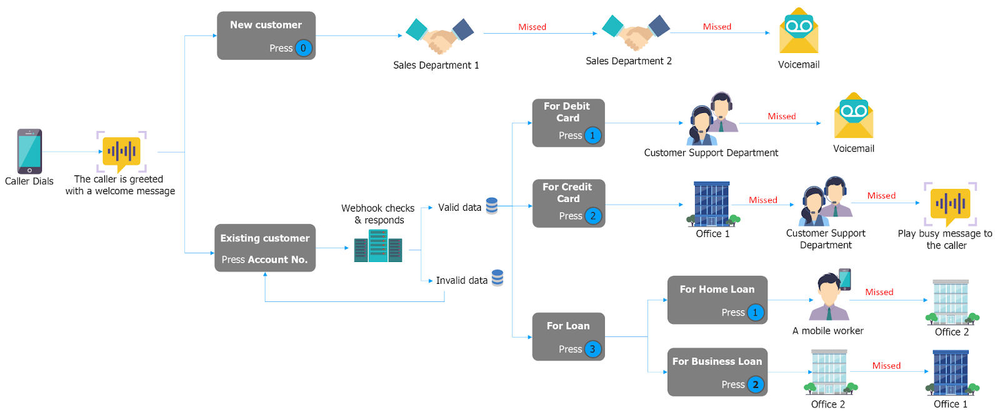 New customer
Press 0
Sales Department 1
Missed
Sales Department 2
Missed
Voicemail
Caller Dials
The caller is greeted
with a welcome message
Existing customer
Press Account No.
Webhook checks
& responds
Valid data
Invalid data
For Debit
Card
Press 1
Customer Support Department
Missed
Voicemail
For Credit
Card
Press 2
Office 1
Missed
Customer Support
Department
Missed
Play busy message to
the caller
For Loan
Press 3
For Home Loan
Press 1
A mobile worker
Missed
Office 2
For Business Loan
Press 2
Office 2
Missed
Office 1